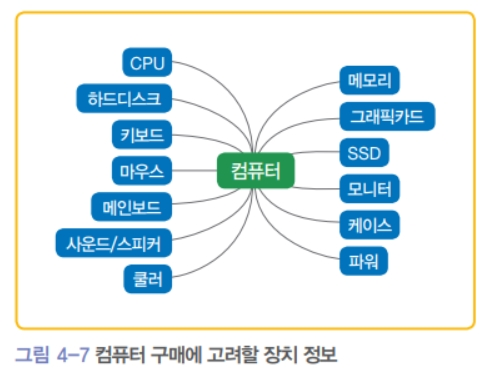 CPU
하드디스크
키보드
마우스
메인보드
사운드/스피커
쿨러
컴퓨터
메모리
그래픽카드
SSD
모니터
케이스
파워
그림 4-7 컴퓨터 구매에 고려할 장치 정보